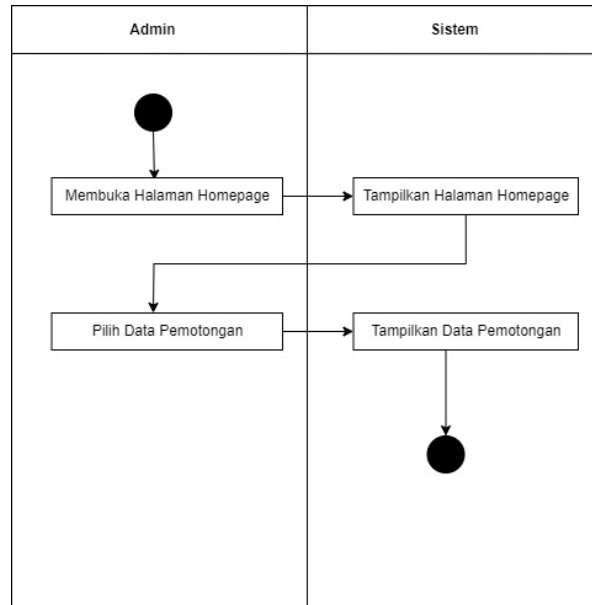 Admin
Sistem
Membuka Halaman Homepage
Tampilkan Halaman Homepage
Pilih Data Pemotongan
Tampilkan Data Pemotongan